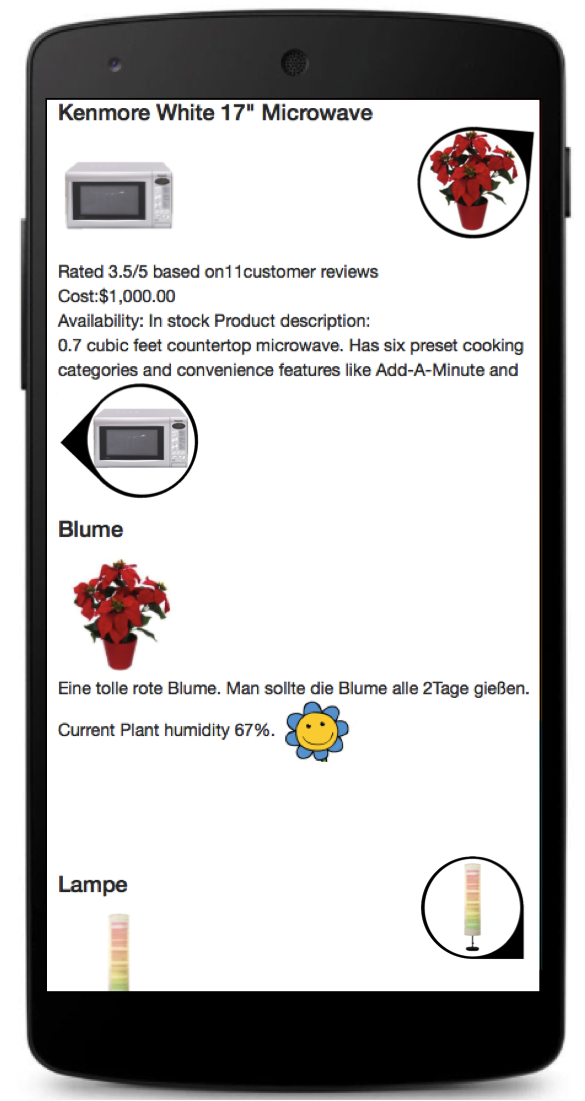 Kenmore White 17" Microwave
Rated 3.5/5 based on11customer reviews
Cost:$1,000.00
Availability: In stock Product description:
0.7 cubic feet countertop microwave. Has six preset cooking
categories and convenience features like Add-A-Minute and
Blume
Eine tolle rote Blume. Man sollte die Blume alle 2Tage gießen.
Current Plant humidity 67%.
Lampe